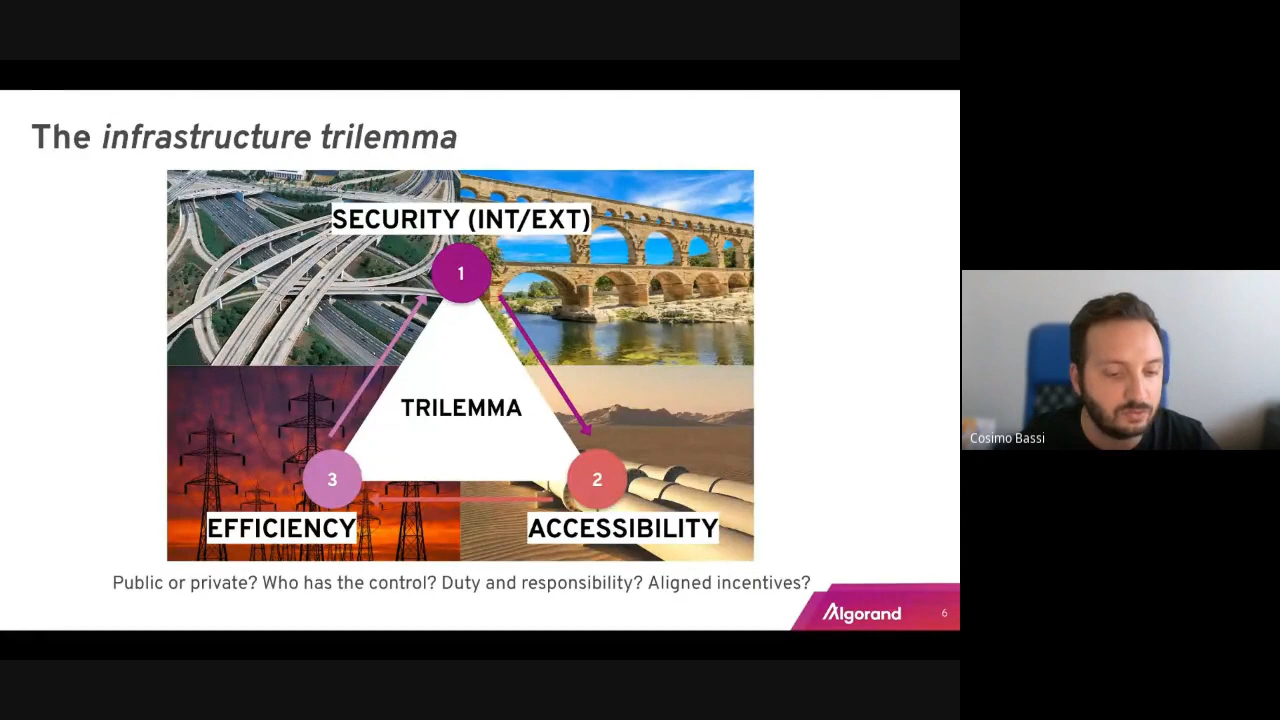 The infrastructure trilemma
SECURITY (INT/EXT)
1
TRILEMMA
3
2
EFFICIENCY
ACCESSIBILITY
Public or private? Who has the control? Duty and responsibility? Aligned incentives?
Algorand
6
Cosimo Bassi